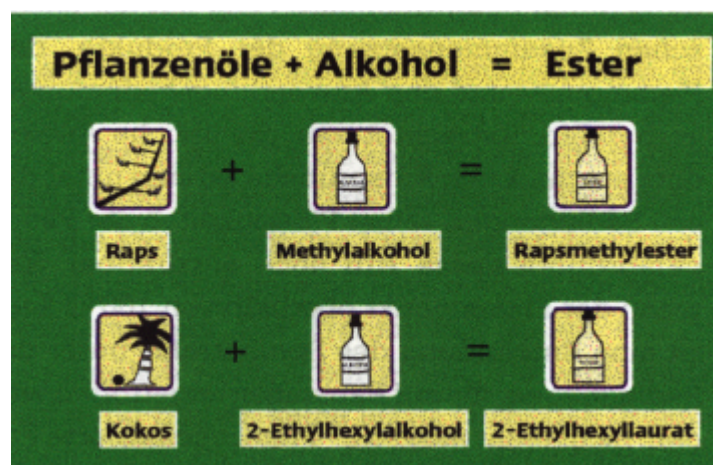 Pflanzenöle + Alkohol = Ester
+ =
Raps Methylalkohol Rapsmethylester
+ =
Kokos 2-Ethylhexylalkohol 2-Ethylhexyllaurat